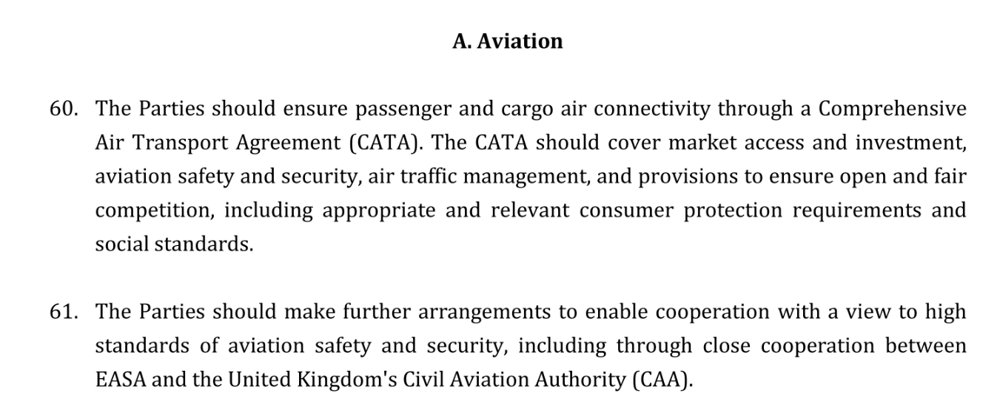 A. Aviation
60. The Parties should ensure passenger and cargo air connectivity through a Comprehensive
Air Transport Agreement (CATA). The CATA should cover market access and investment,
aviation safety and security, air traffic management, and provisions to ensure open and fair
competition, including appropriate and relevant consumer protection requirements and
social standards.
61. The Parties should make further arrangements to enable cooperation with a view to high
standards of aviation safety and security, including through close cooperation between
EASA and the United Kingdom's Civil Aviation Authority (CAA).